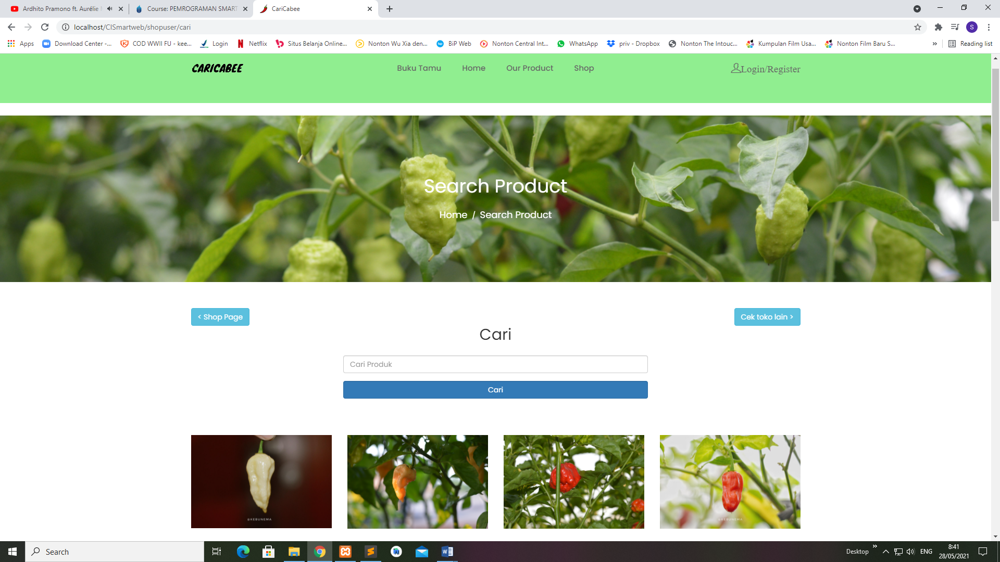 Ardhito Pramono ft. Aurélie
Course: PEMROGRAMAN SMART
CariCabee
localhost/CISmartweb/shopuser/cari
S
Apps
Download Center -...
COD WWII FU - kee...
Login
Netflix
Situs Belanja Online...
Nonton Wu Xia den...
BiP Web
Nonton Central Int...
WhatsApp
priv - Dropbox
Nonton The Intouc...
Kumpulan Film Usa...
Nonton Film Baru S...
»
Reading list
CARICABEE
Buku Tamu
Home
Our Product
Shop
Login/Register
Search Product
Home / Search Product
< Shop Page
Cek toko lain >
Cari
Cari Produk
Cari
@KEBUNEMA
@KEBUNEMA
Search
Desktop
»
ENG
8:41
28/05/2021